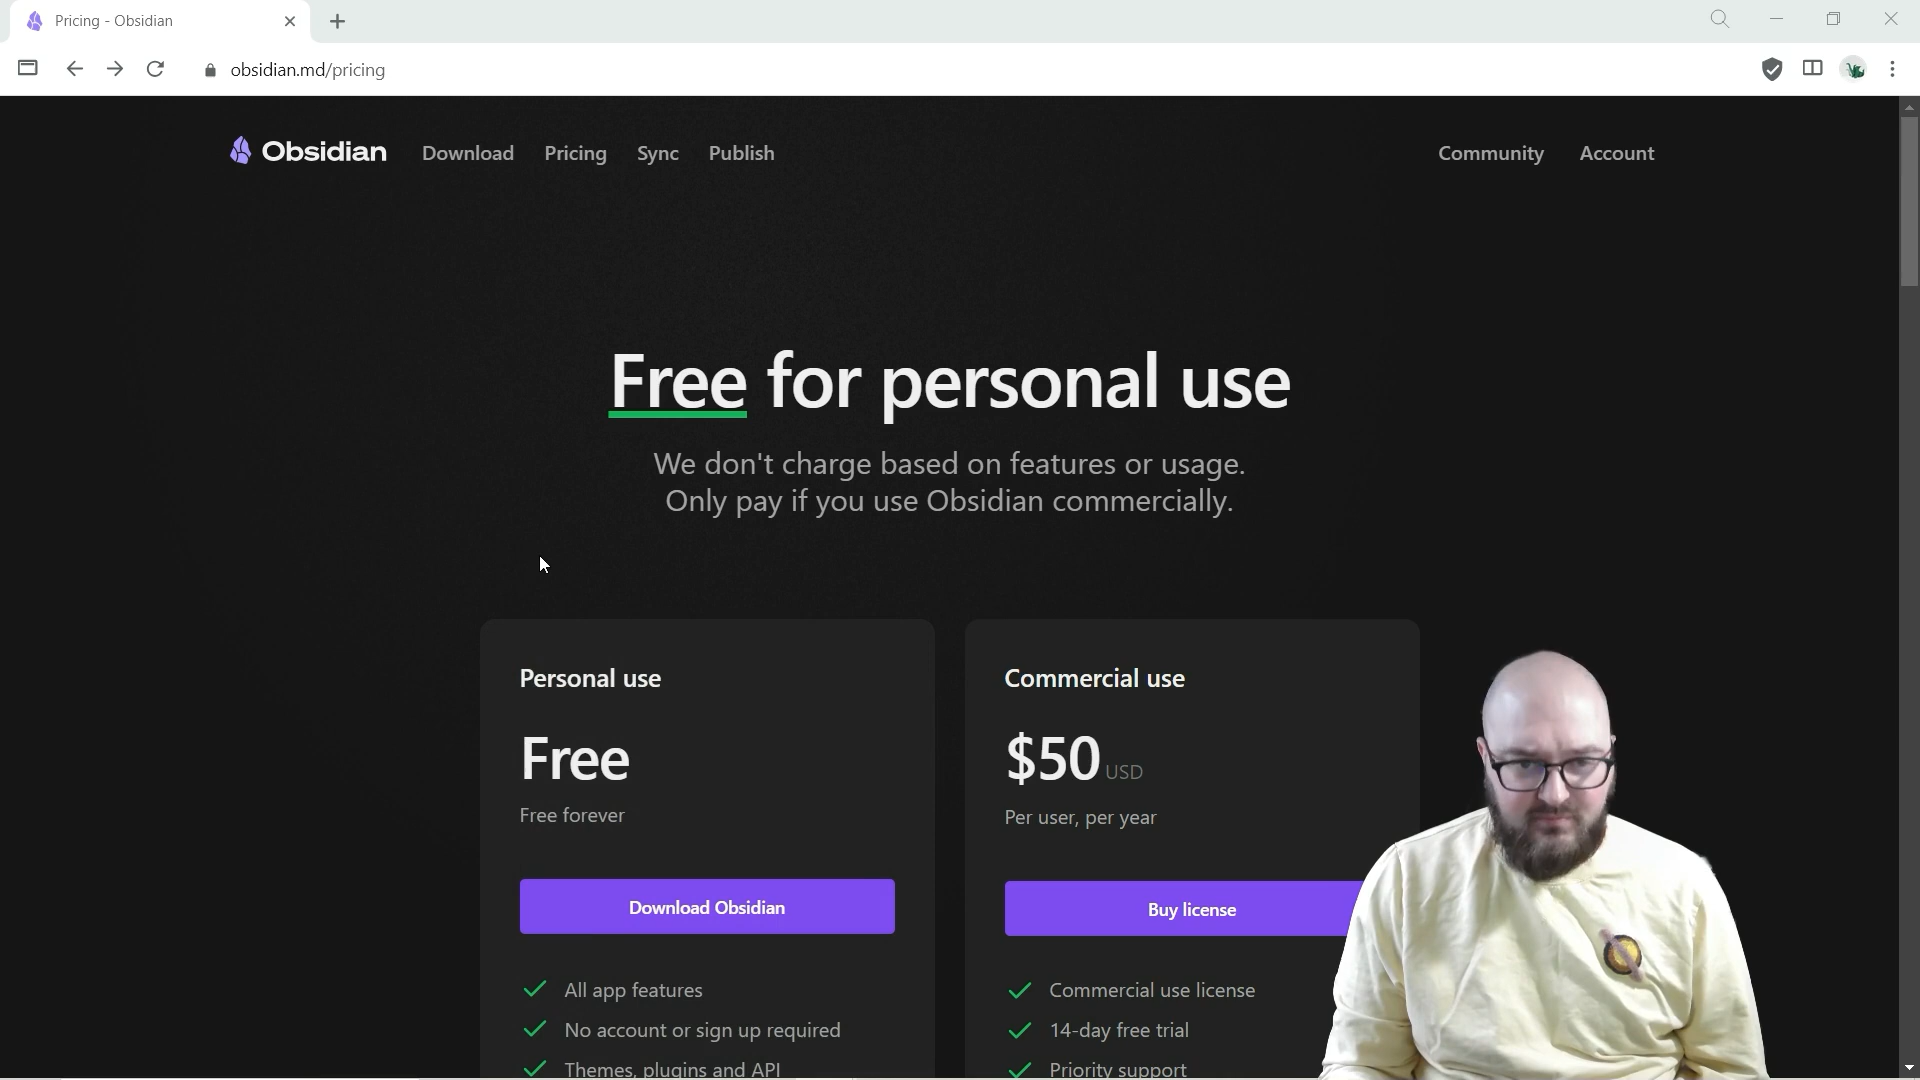 Pricing - Obsidian
obsidian.md/pricing
Obsidian
Download
Pricing
Sync
Publish
Community
Account
Free for personal use
We don't charge based on features or usage.
Only pay if you use Obsidian commercially.
Personal use
Free
Free forever
Download Obsidian
All app features
No account or sign up required
Themes, plugins and API
Commercial use
$50 USD
Per user, per year
Buy license
Commercial use license
14-day free trial
Priority support